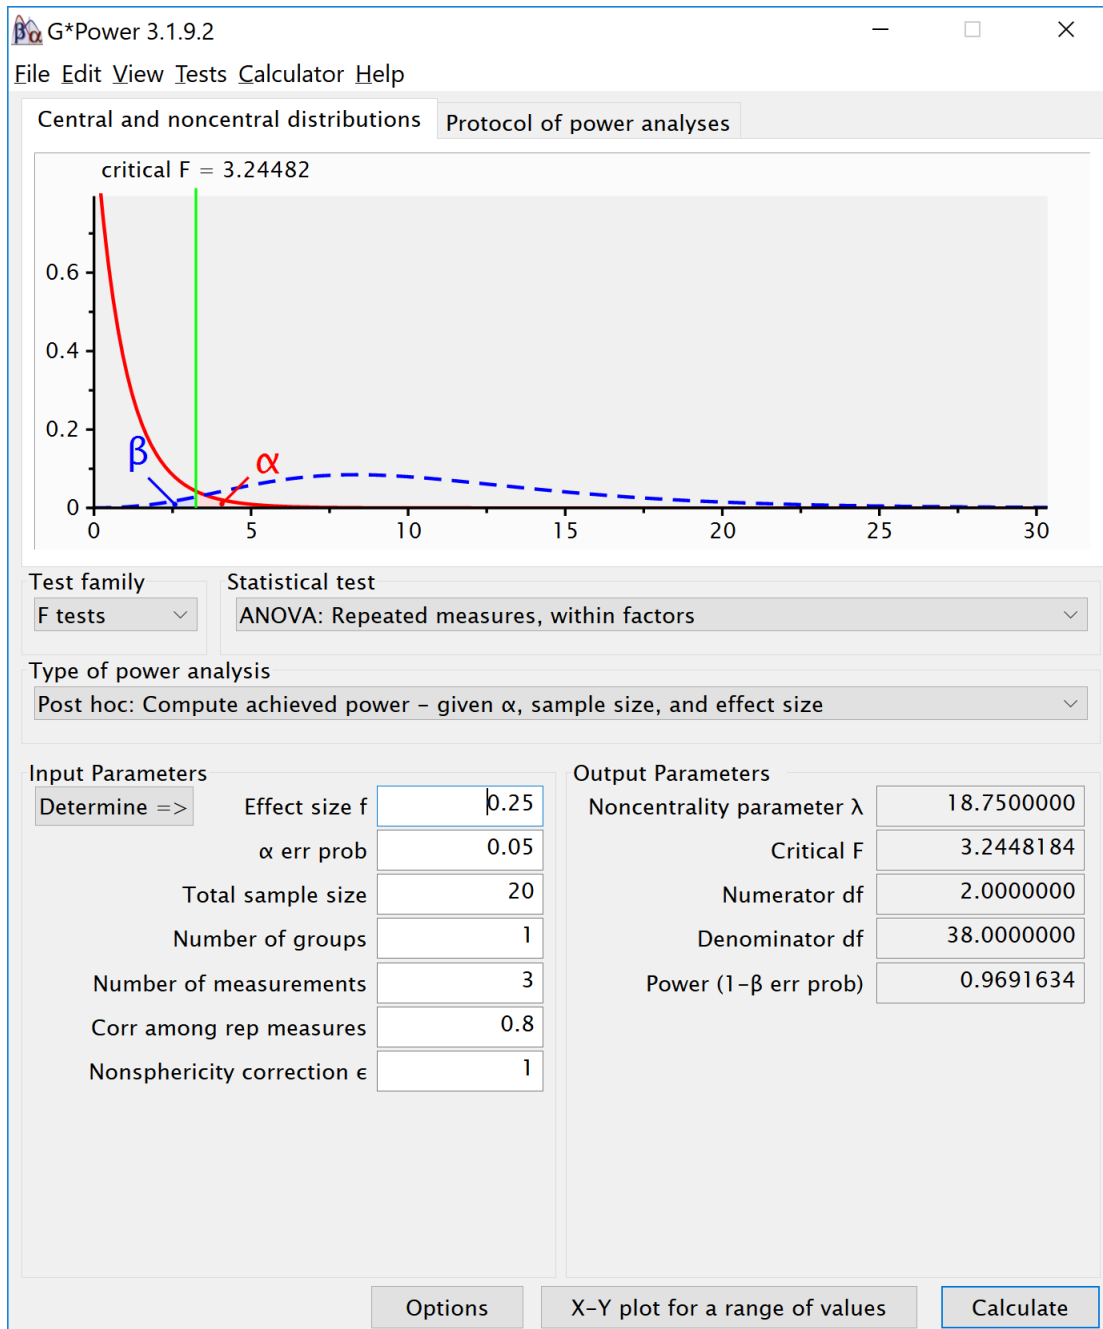 G*Power 3.1.9.2
File Edit View Tests Calculator Help
Central and noncentral distributions Protocol of power analyses
critical F = 3.24482
0.6
0.4
0.2
0
β
α
0 5 10 15 20 25 30
Test family Statistical test
F tests ANOVA: Repeated measures, within factors
Type of power analysis
Post hoc: Compute achieved power – given α, sample size, and effect size
Input Parameters Output Parameters
Determine => Effect size f 0.25 Noncentrality parameter λ 18.7500000
α err prob 0.05 Critical F 3.2448184
Total sample size 20 Numerator df 2.0000000
Number of groups 1 Denominator df 38.0000000
Number of measurements 3 Power (1–β err prob) 0.9691634
Corr among rep measures 0.8
Nonsphericity correction ϵ 1
Options X–Y plot for a range of values Calculate